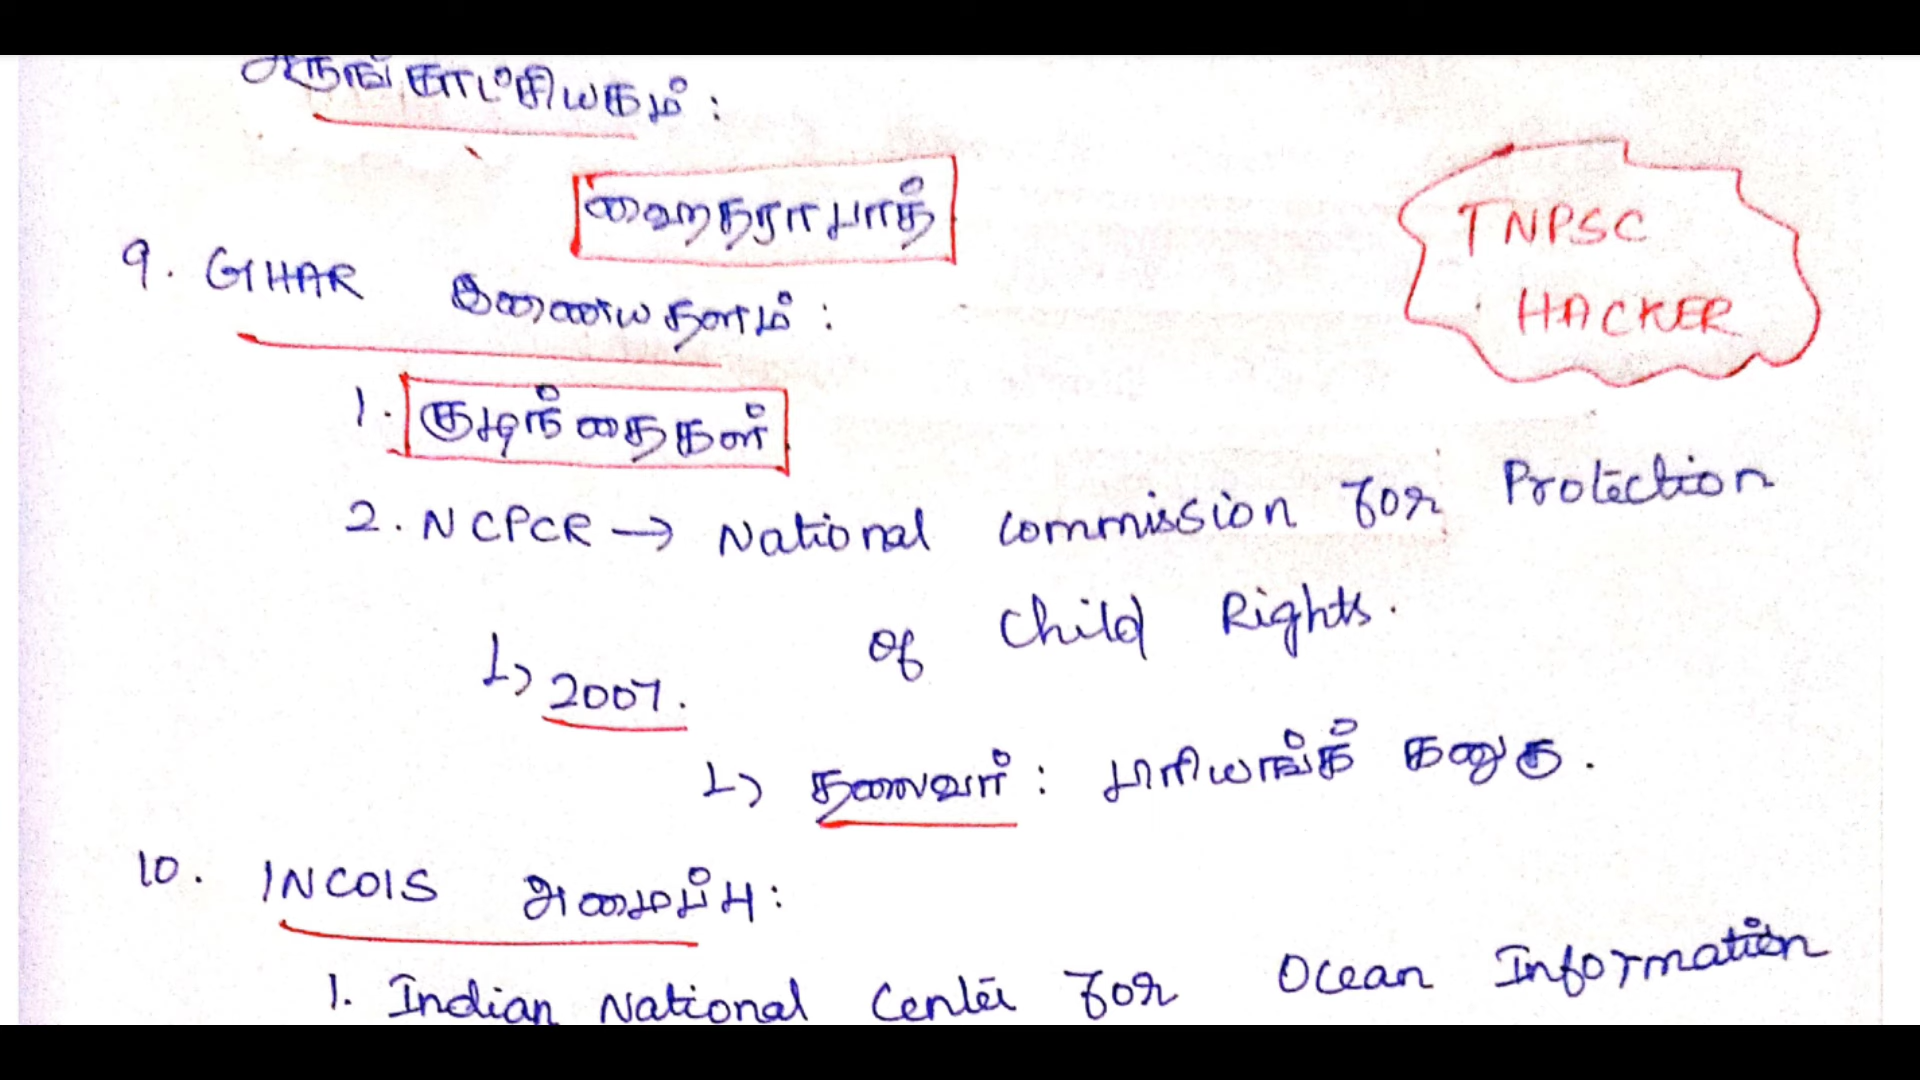 அருங்காட்சியகம் :
ஹைதராபாத்
TNPSC
HACKER
9. GHAR இணையதளம் :
1. குழந்தைகள்
2. NCPCR → National Commission for Protection
of Child Rights.
2007.
தலைவர் : பிரியங்க் கனூகு.
10. INCOIS அமைப்பு :
1. Indian National Center for Ocean Information